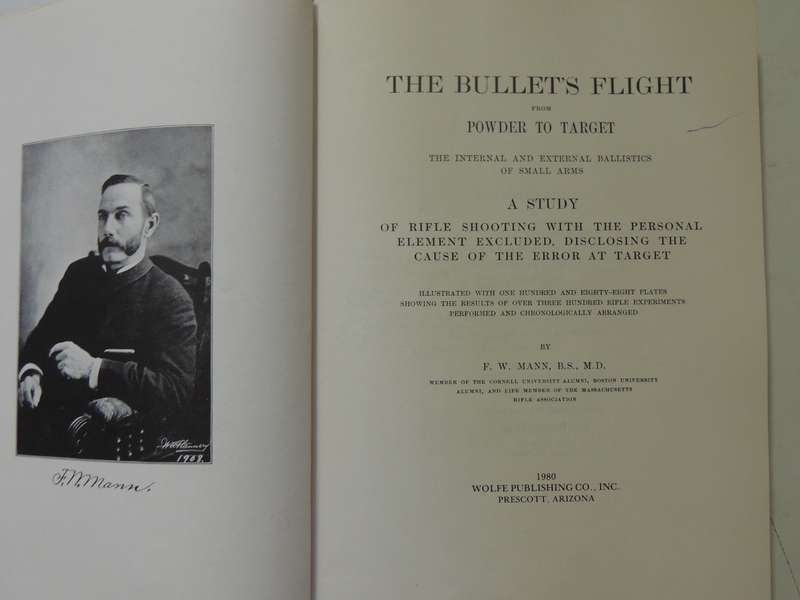 1908.
F. W. Mann.
THE BULLET'S FLIGHT
FROM
POWDER TO TARGET
THE INTERNAL AND EXTERNAL BALLISTICS
OF SMALL ARMS
A STUDY
OF RIFLE SHOOTING WITH THE PERSONAL
ELEMENT EXCLUDED, DISCLOSING THE
CAUSE OF THE ERROR AT TARGET
ILLUSTRATED WITH ONE HUNDRED AND EIGHTY-EIGHT PLATES
SHOWING THE RESULTS OF OVER THREE HUNDRED RIFLE EXPERIMENTS
PERFORMED AND CHRONOLOGICALLY ARRANGED
BY
F. W. MANN, B.S., M.D.
MEMBER OF THE CORNELL UNIVERSITY ALUMNI, BOSTON UNIVERSITY
ALUMNI, AND LIFE MEMBER OF THE MASSACHUSETTS
RIFLE ASSOCIATION
1980
WOLFE PUBLISHING CO., INC.
PRESCOTT, ARIZONA